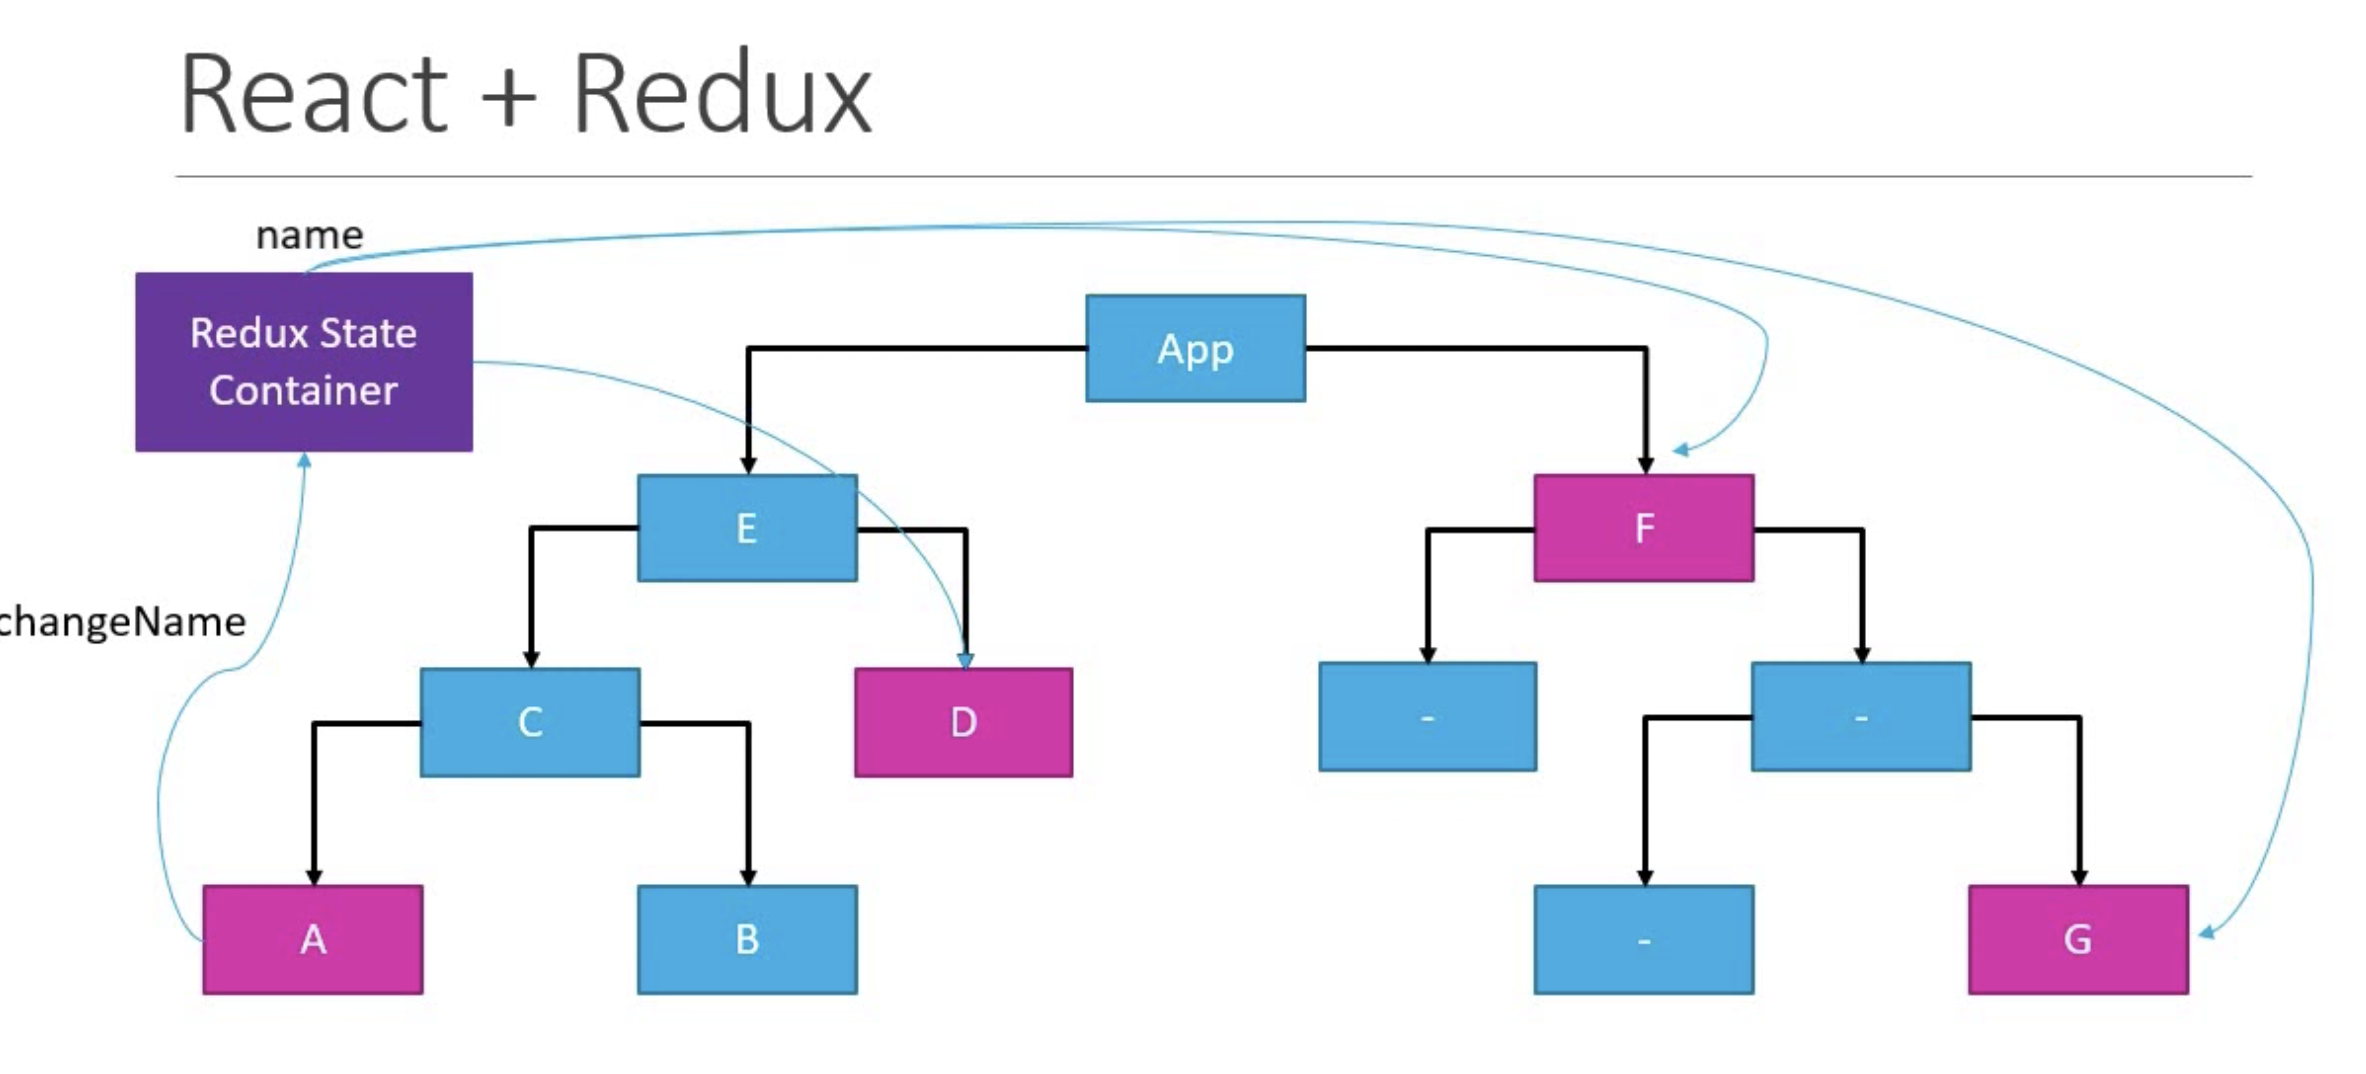 React + Redux
name
Redux State
Container
App
E
F
changeName
C
D
-
-
A
B
-
G